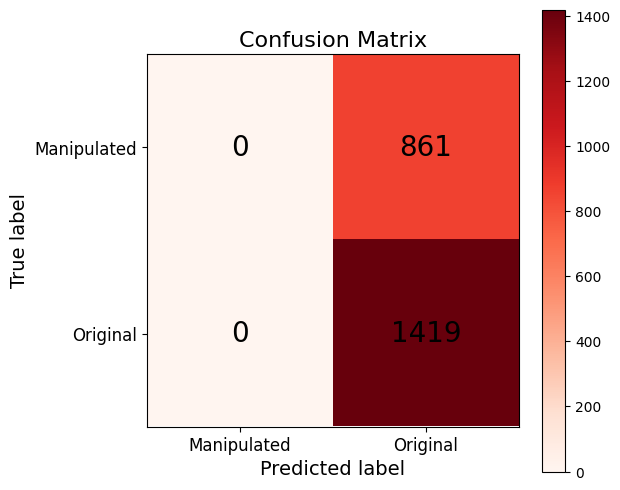 Confusion Matrix
True label
Manipulated
0
861
Original
0
1419
Manipulated
Original
Predicted label
1400
1200
1000
800
600
400
200
0